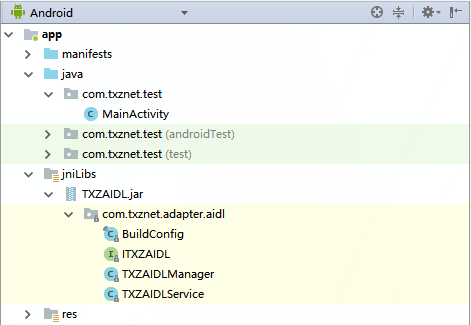 Android
app
manifests
java
com.txznet.test
MainActivity
com.txznet.test (androidTest)
com.txznet.test (test)
jniLibs
TXZAIDL.jar
com.txznet.adapter.aidl
BuildConfig
ITXZAIDL
TXZAIDLManager
TXZAIDLService
res